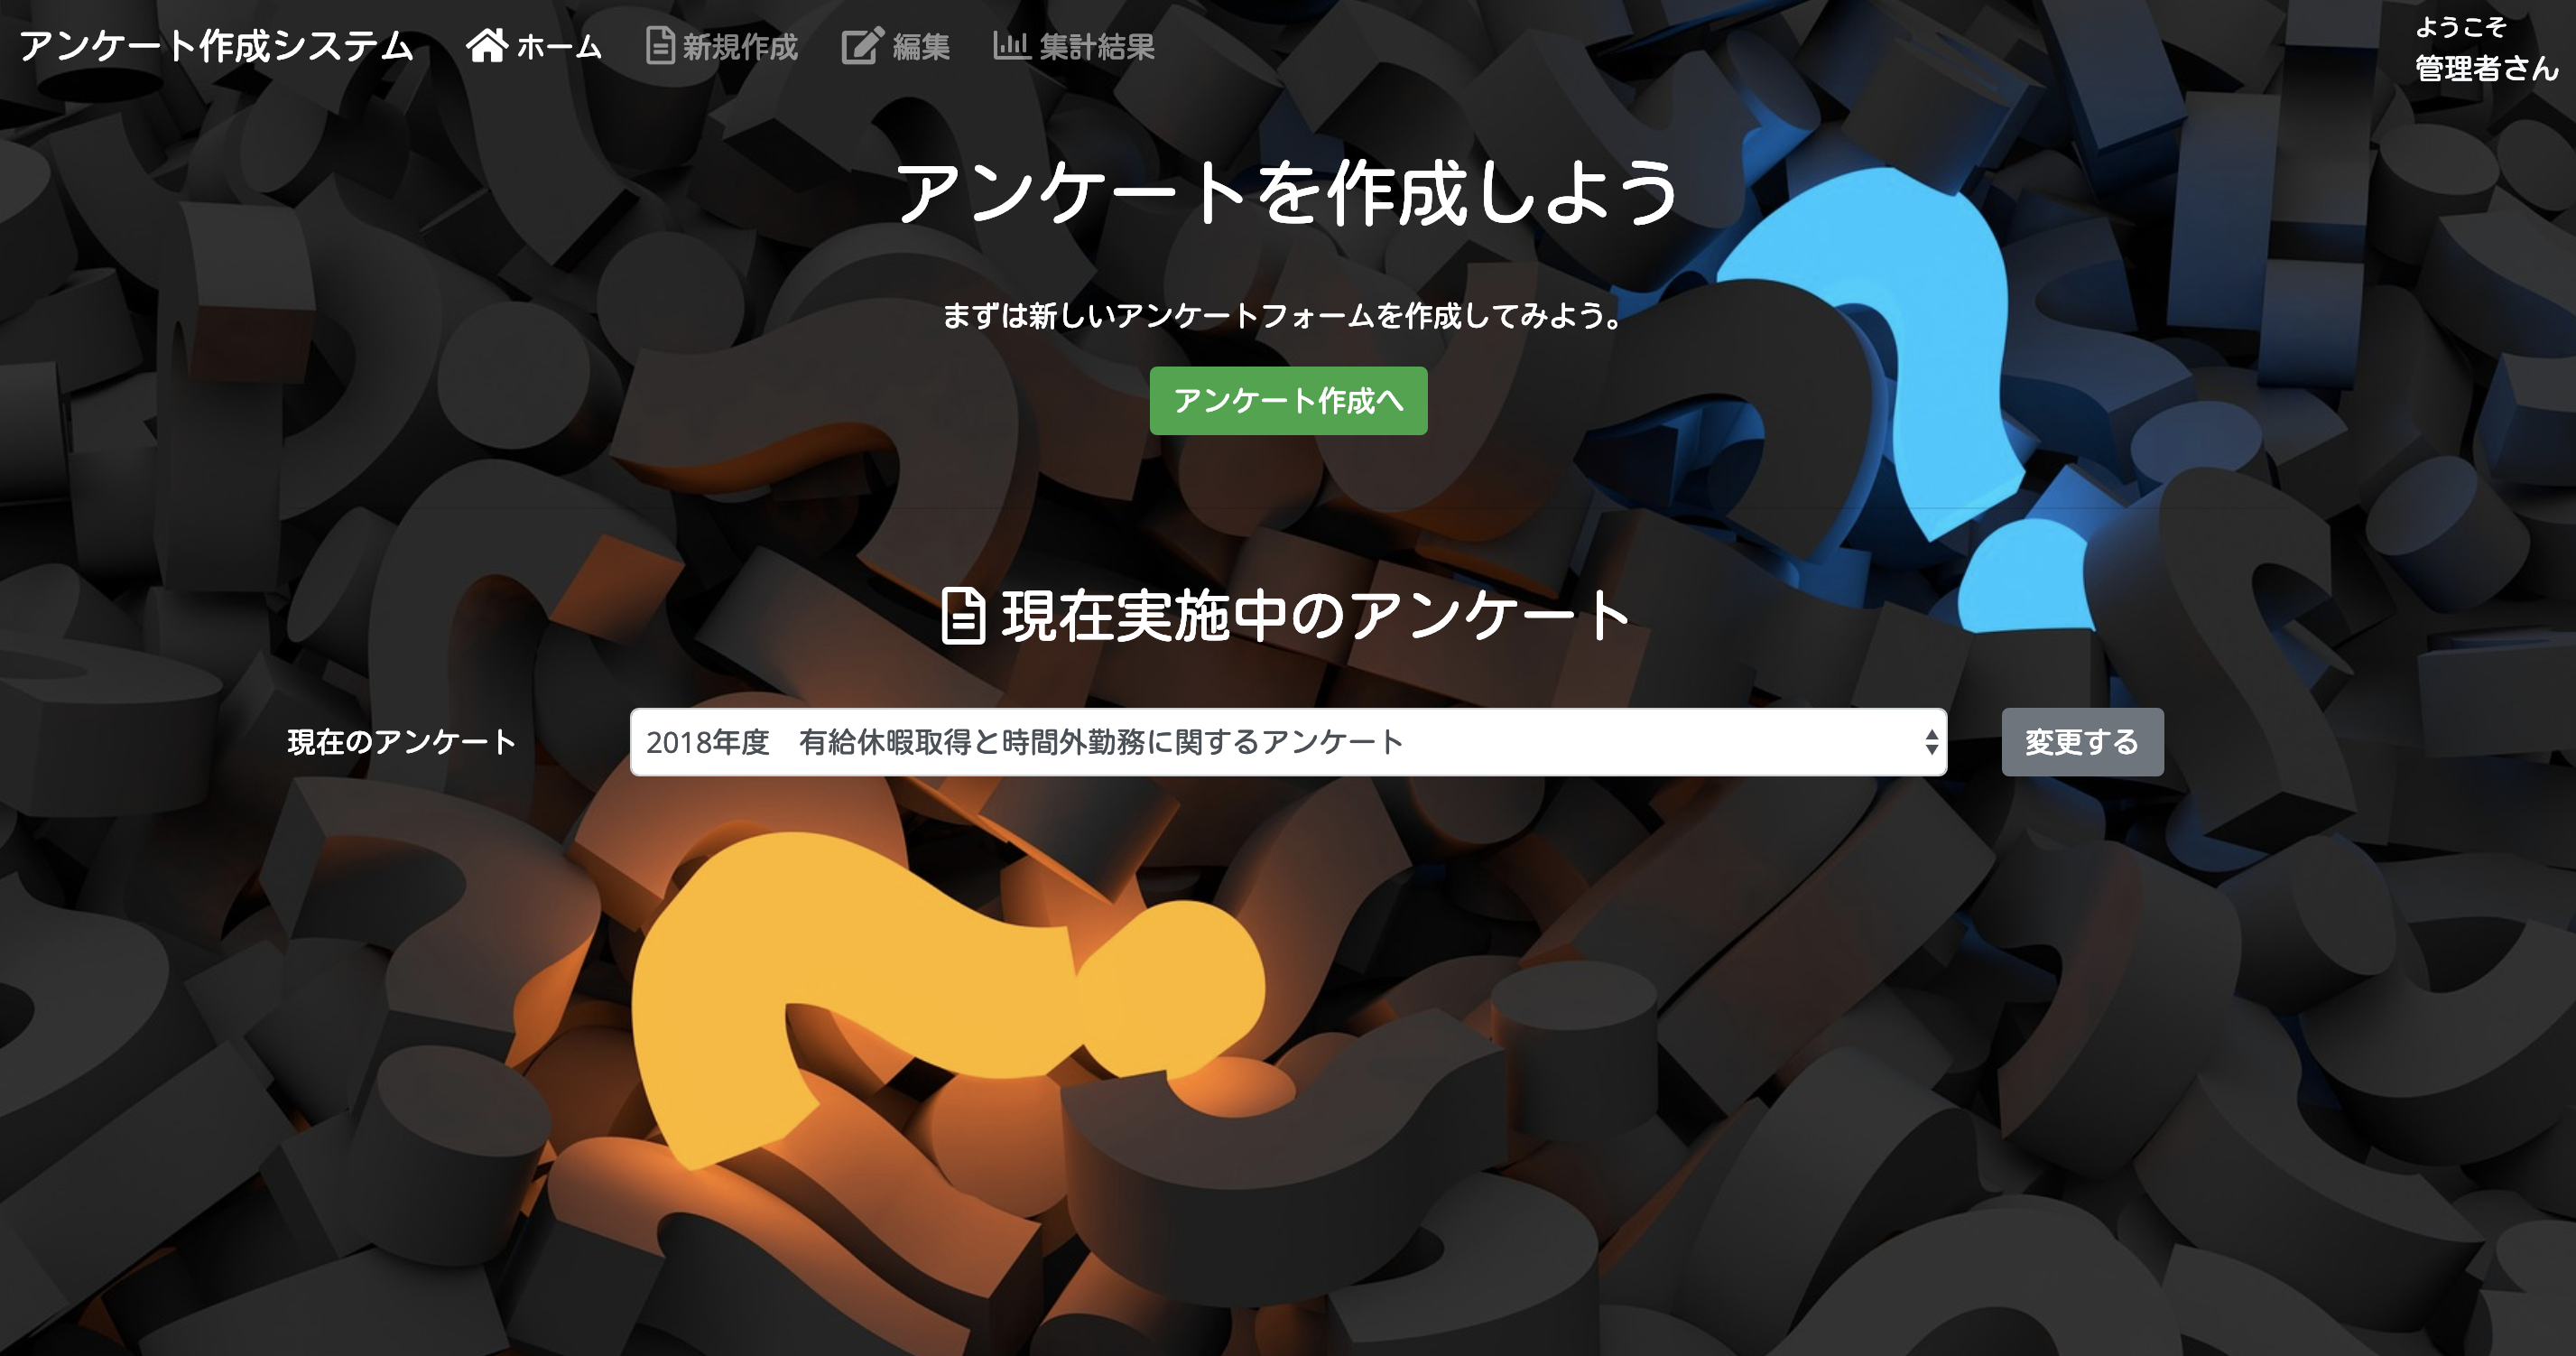 アンケート作成システム ホーム 新規作成 編集 集計結果
ようこそ
管理者さん
アンケートを作成しよう
まずは新しいアンケートフォームを作成してみよう。
アンケート作成へ
現在実施中のアンケート
現在のアンケート 2018年度　有給休暇取得と時間外勤務に関するアンケート 変更する